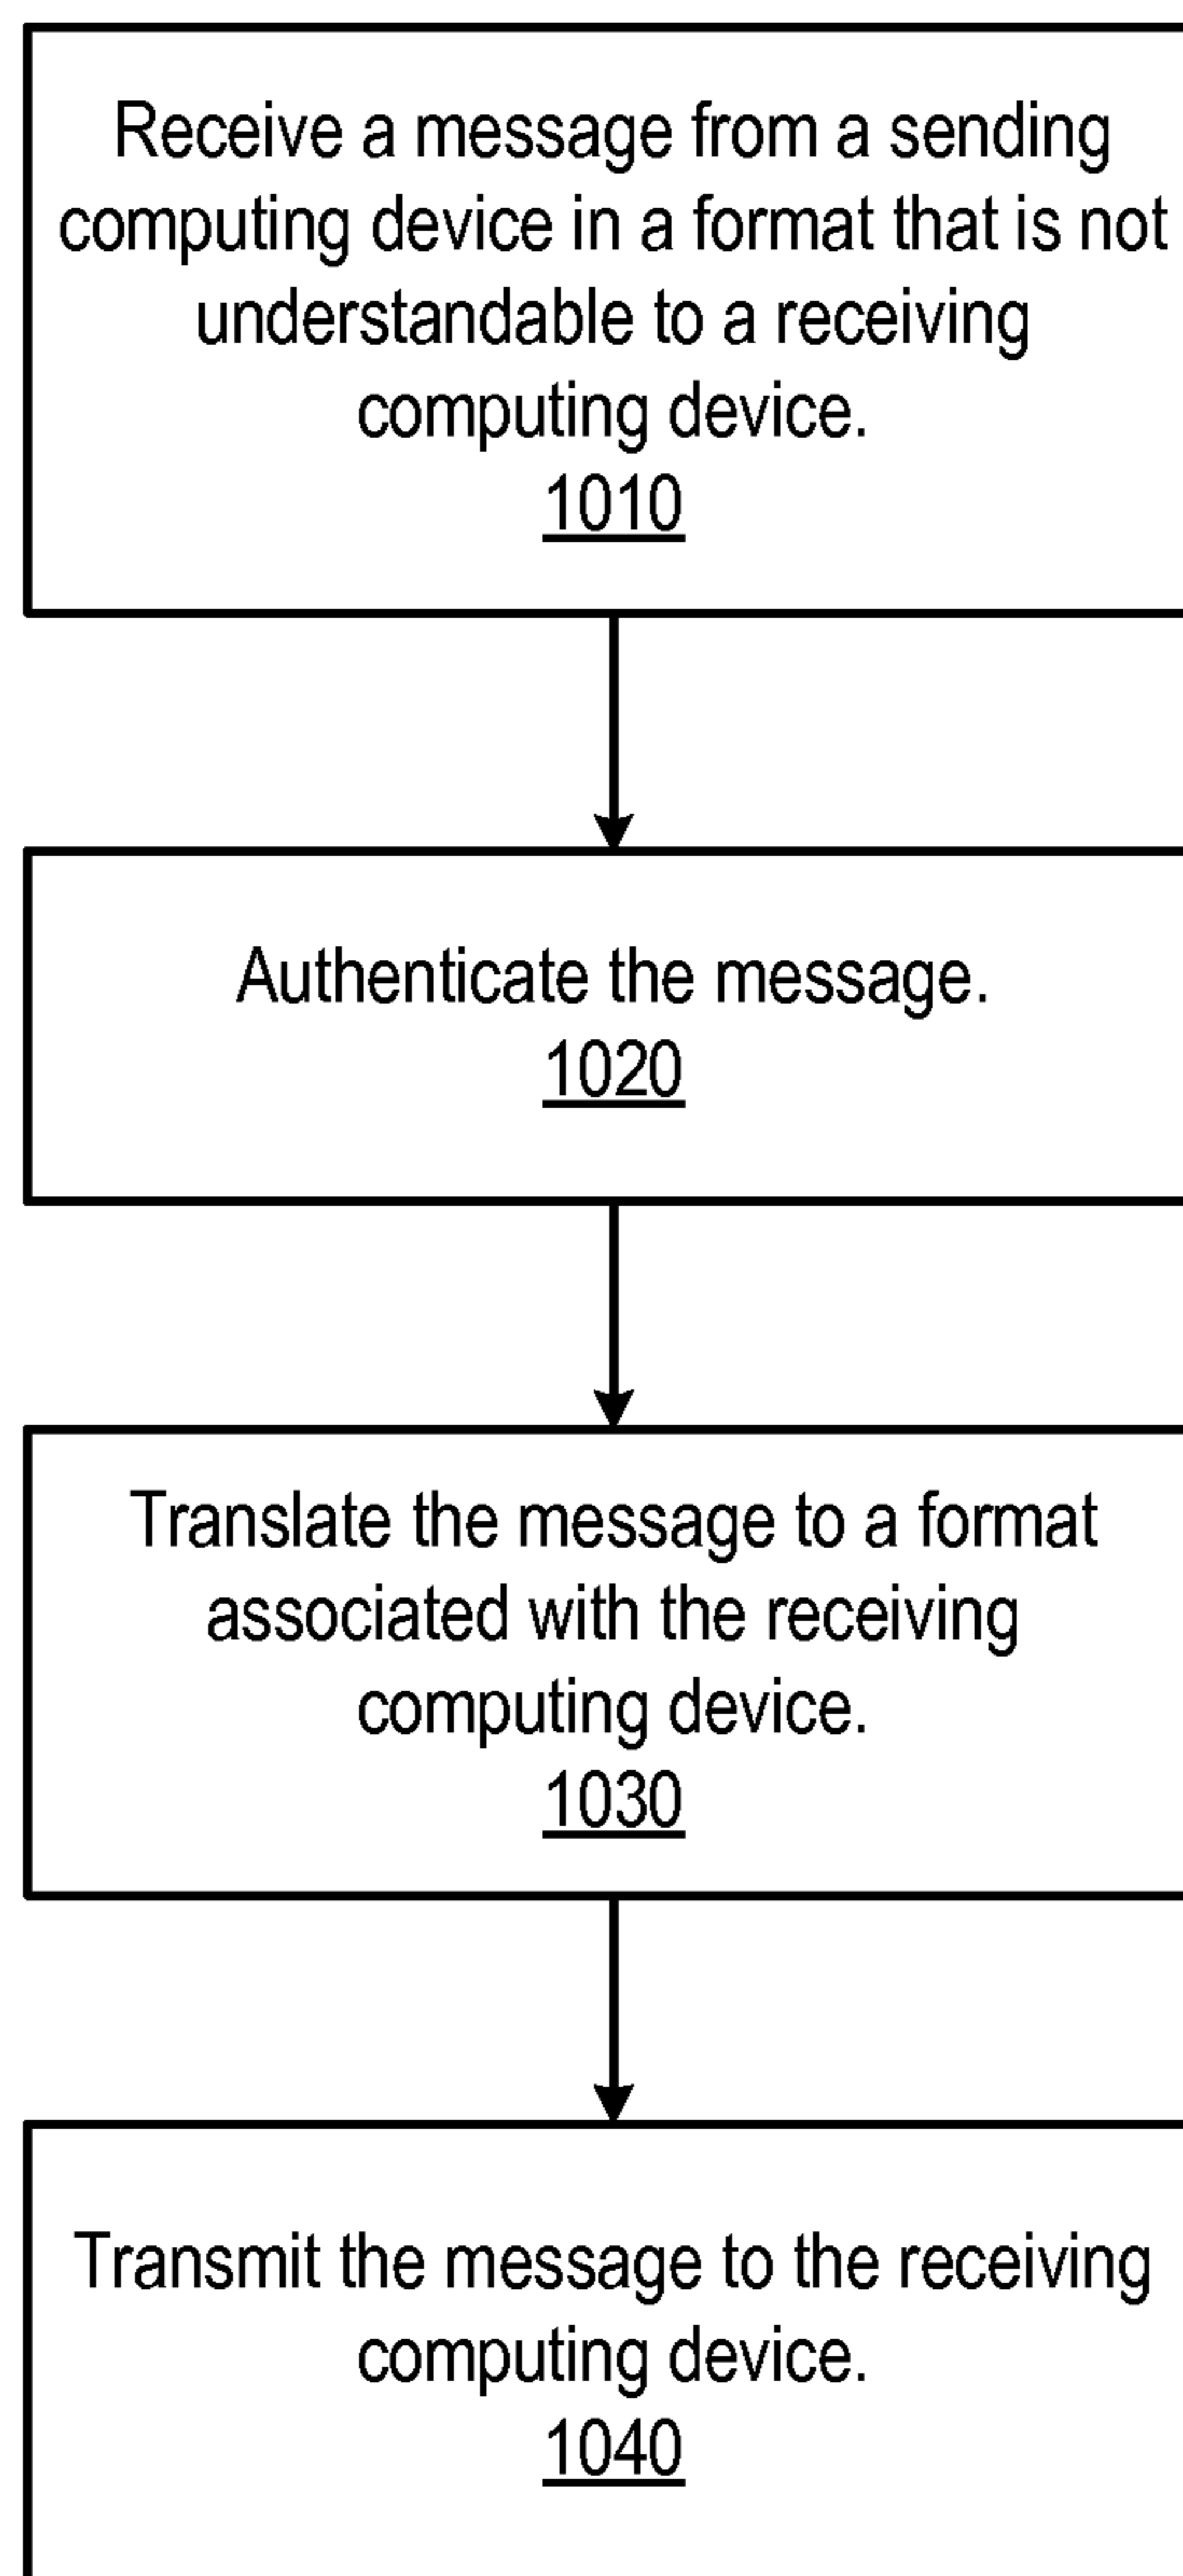 Receive a message from a sending
computing device in a format that is not
understandable to a receiving
computing device.
1010
Authenticate the message.
1020
Translate the message to a format
associated with the receiving
computing device.
1030
Transmit the message to the receiving
computing device.
1040